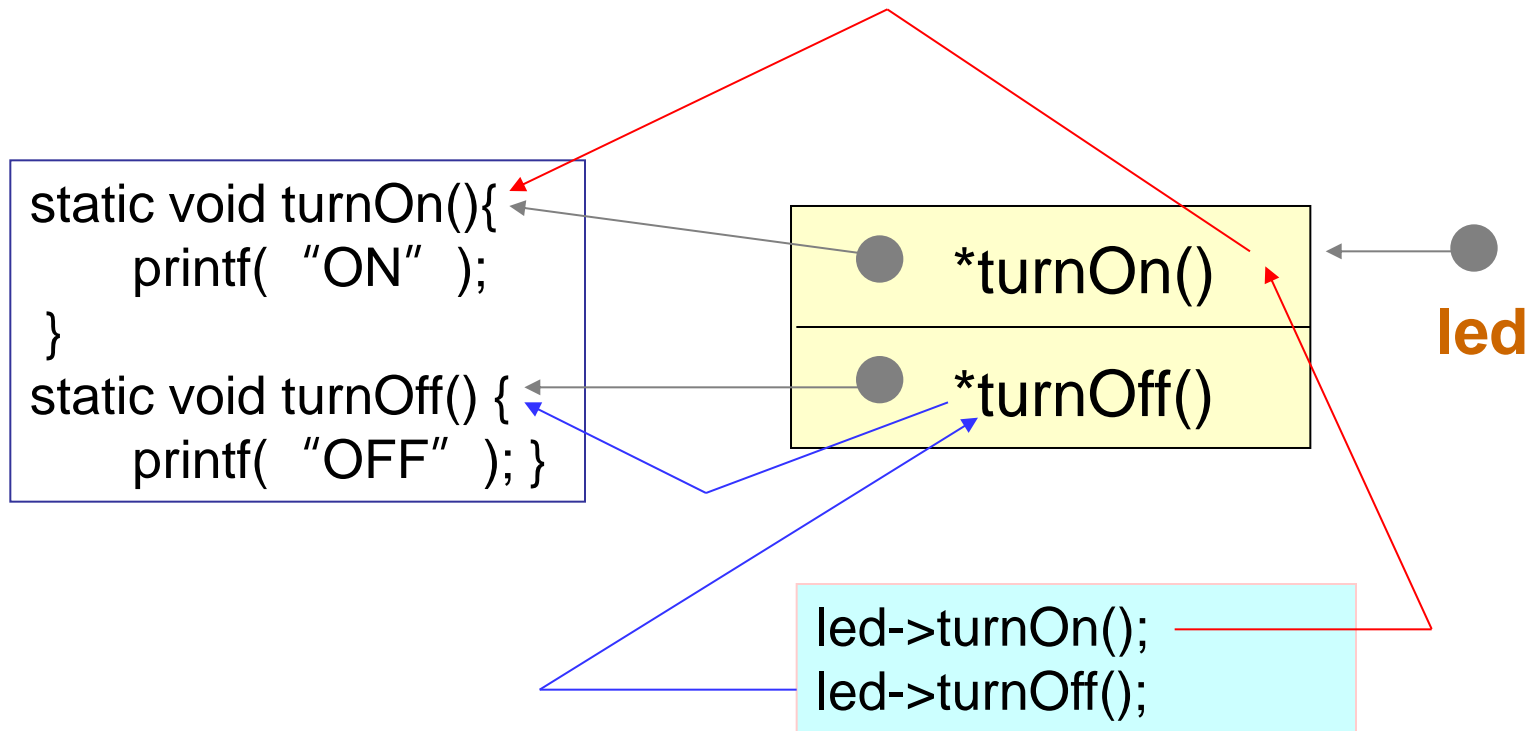 static void turnOn(){
printf( “ON” );
}
static void turnOff() {
printf( “OFF” ); }
*turnOn()
*turnOff()
led
led->turnOn();
led->turnOff();